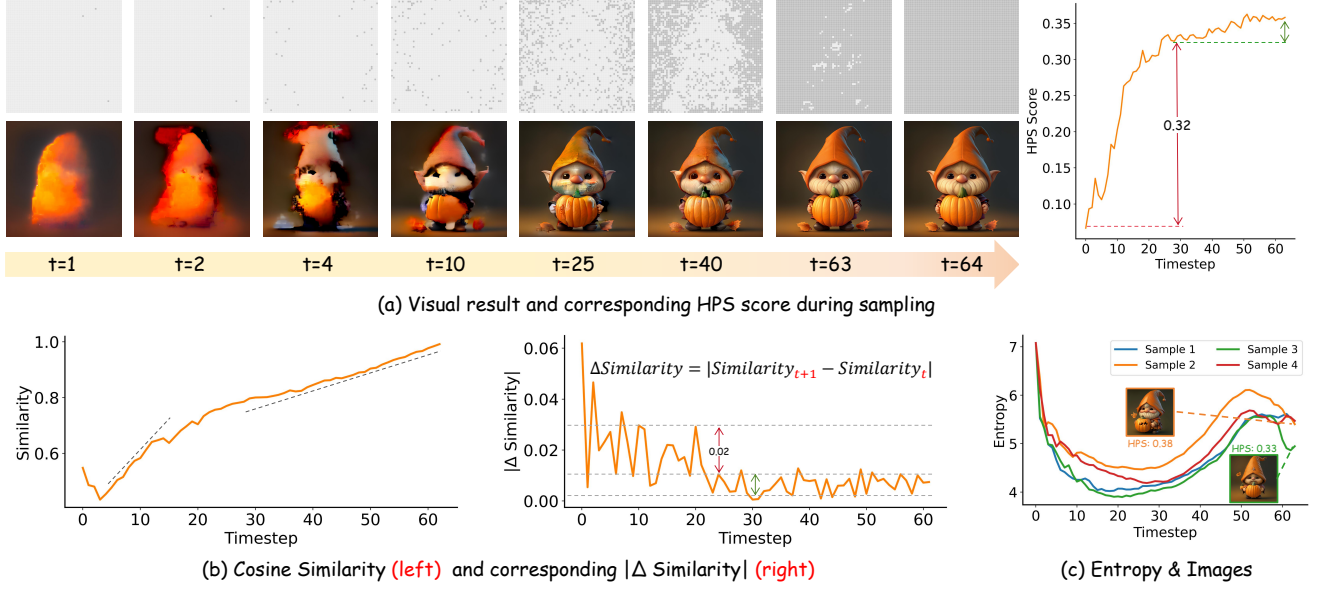 t=1 t=2 t=4 t=10 t=25 t=40 t=63 t=64
HPS Score
0.35
0.30
0.25
0.20
0.15
0.10
0.32
0 10 20 30 40 50 60
Timestep
(a) Visual result and corresponding HPS score during sampling
Similarity
1.0
0.8
0.6
0 10 20 30 40 50 60
Timestep
|Δ Similarity|
0.06
0.04
0.02
0.00
ΔSimilarity = |Similarity_{t+1} − Similarity_t|
0.02
0 10 20 30 40 50 60
Timestep
(b) Cosine Similarity (left) and corresponding |Δ Similarity| (right)
Entropy
7
6
5
4
Sample 1 Sample 3
Sample 2 Sample 4
HPS: 0.38
HPS: 0.33
0 10 20 30 40 50 60
Timestep
(c) Entropy & Images